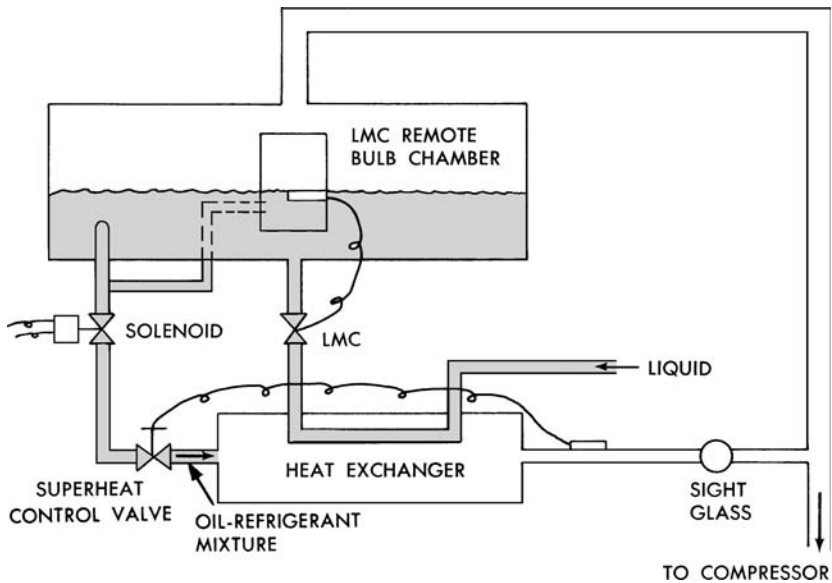 LMC REMOTE
BULB CHAMBER
SOLENOID
LMC
LIQUID
HEAT EXCHANGER
SUPERHEAT
CONTROL VALVE
OIL-REFRIGERANT
MIXTURE
SIGHT
GLASS
TO COMPRESSOR